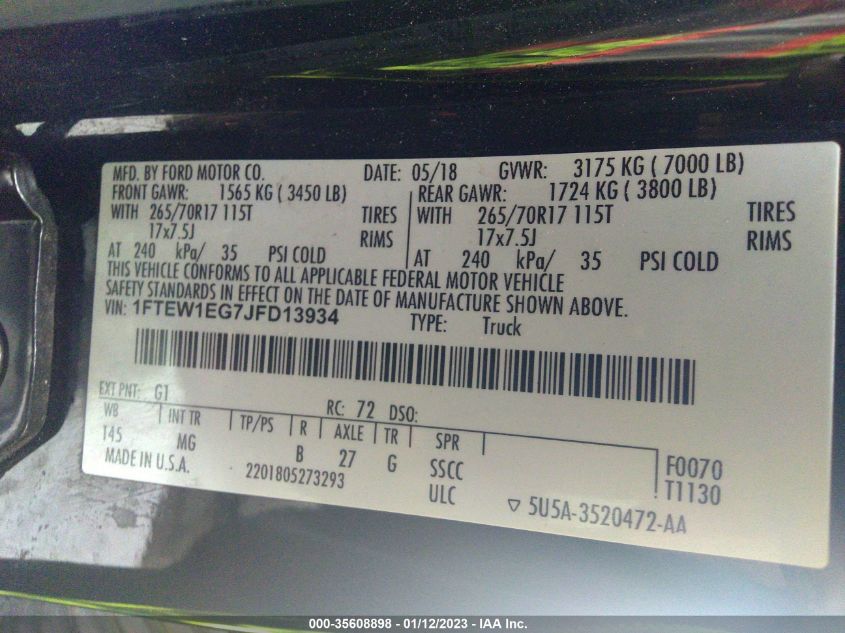 MFD. BY FORD MOTOR CO. DATE: 05/18 GVWR: 3175 KG ( 7000 LB)
FRONT GAWR: 1565 KG ( 3450 LB) REAR GAWR: 1724 KG ( 3800 LB)
WITH 265/70R17 115T TIRES WITH 265/70R17 115T TIRES
17x7.5J RIMS 17x7.5J RIMS
AT 240 kPa/ 35 PSI COLD AT 240 kPa/ 35 PSI COLD
THIS VEHICLE CONFORMS TO ALL APPLICABLE FEDERAL MOTOR VEHICLE
SAFETY STANDARDS IN EFFECT ON THE DATE OF MANUFACTURE SHOWN ABOVE.
VIN: 1FTEW1EG7JFD13934 TYPE: Truck
EXT PNT: G1 RC: 72 DSO:
WB INT TR TP/PS R AXLE TR SPR
145 MG B 27 G SSCC F0070
MADE IN U.S.A. 2201805273293 ULC T1130
▽ 5U5A-3520472-AA
000-35608898 - 01/12/2023 - IAA Inc.